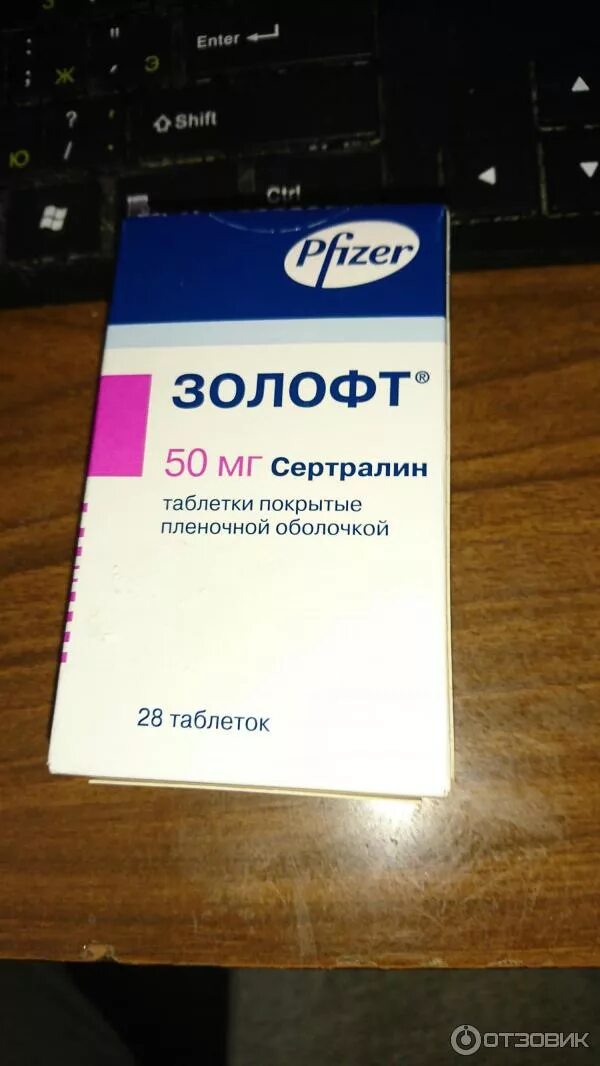 Ж
"
'
Э
Enter
Ю
?
/
.
Shift
Ctrl
Pfizer
ЗОЛОФТ®
50 мг Сертралин
таблетки покрытые
пленочной оболочкой
28 таблеток
ОТЗОВИК